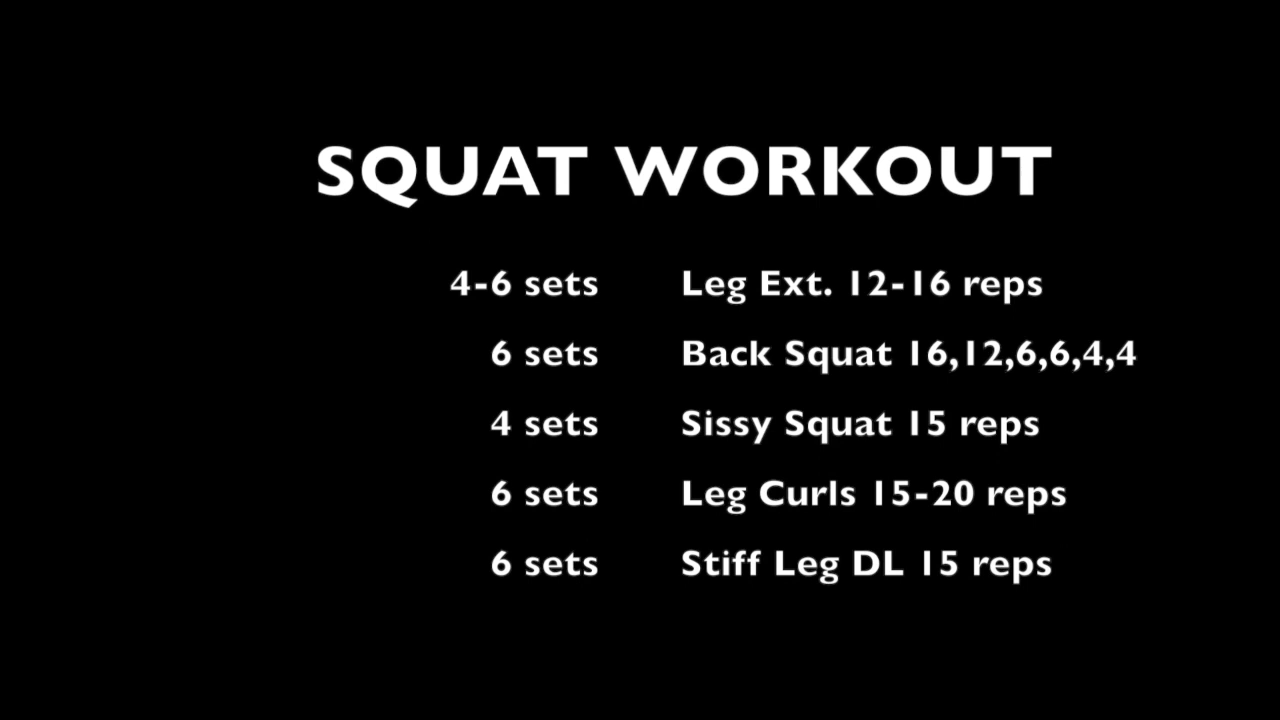 SQUAT WORKOUT
4-6 sets Leg Ext. 12-16 reps
6 sets Back Squat 16,12,6,6,4,4
4 sets Sissy Squat 15 reps
6 sets Leg Curls 15-20 reps
6 sets Stiff Leg DL 15 reps